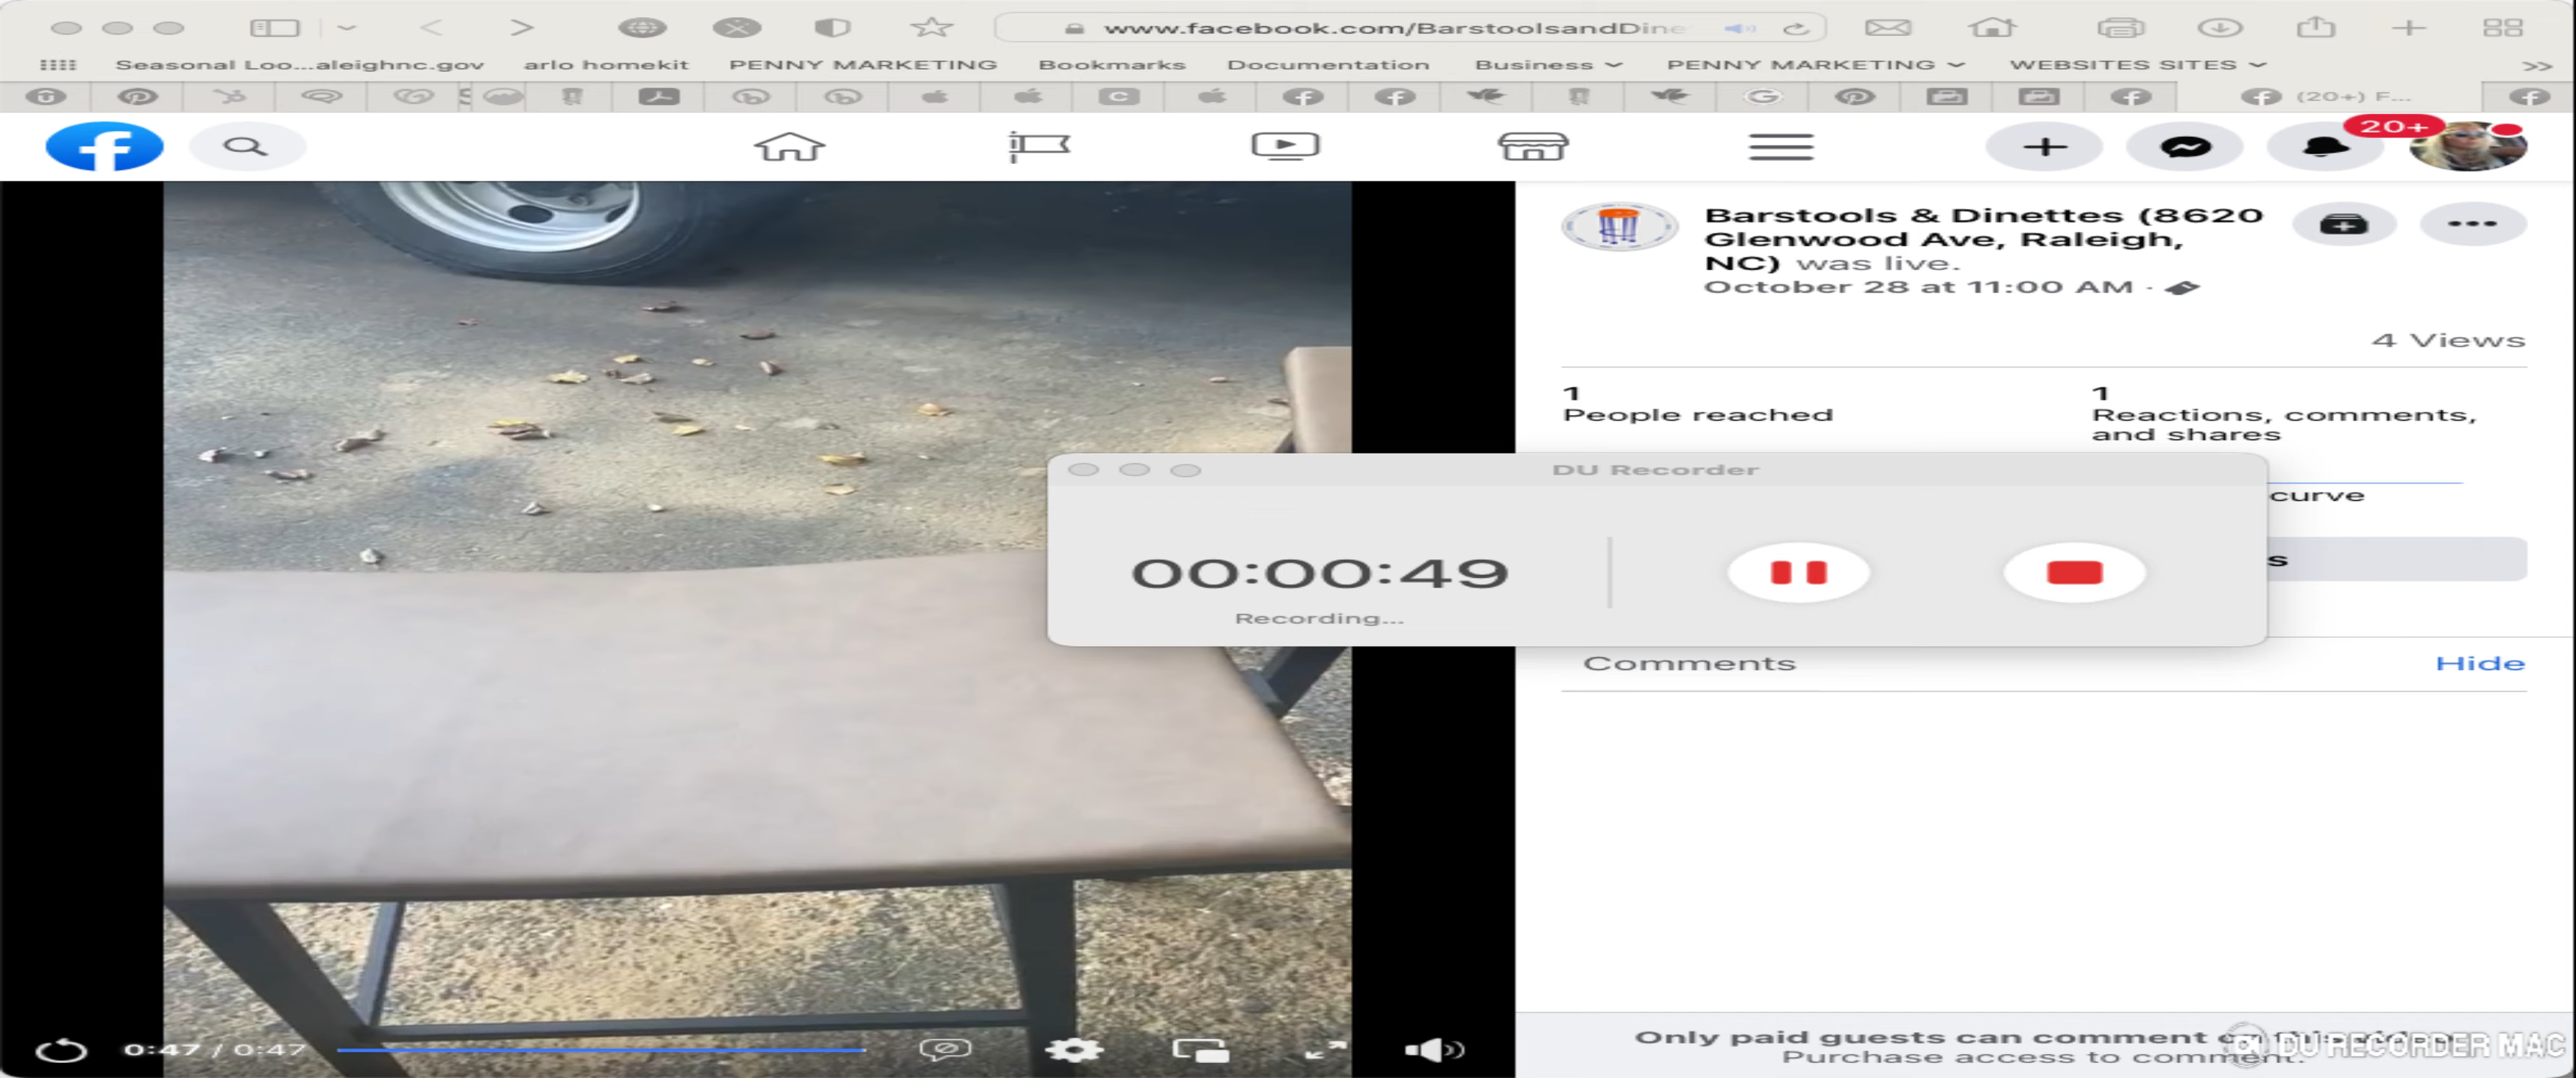 www.facebook.com/BarstoolsandDine
Seasonal Loo...aleighnc.gov arlo homekit PENNY MARKETING Bookmarks Documentation Business PENNY MARKETING WEBSITES SITES >>
(20+) F...
20+
Barstools & Dinettes (8620
Glenwood Ave, Raleigh,
NC) was live.
October 28 at 11:00 AM ·
4 Views
1
People reached
1
Reactions, comments,
and shares
DU Recorder
curve
00:00:49
s
Recording...
Comments Hide
0:47 / 0:47
Only paid guests can comment
Purchase access to comment.
DU RECORDER MAC